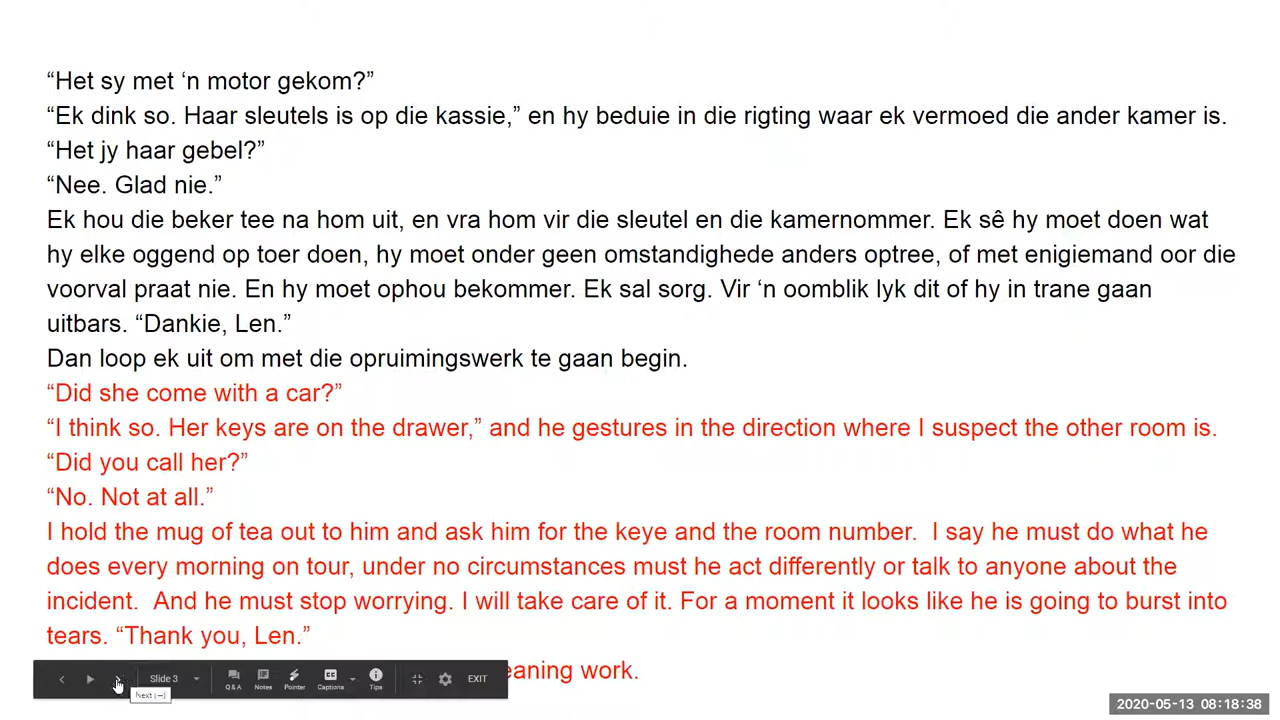 “Het sy met ‘n motor gekom?”
“Ek dink so. Haar sleutels is op die kassie,” en hy beduie in die rigting waar ek vermoed die ander kamer is.
“Het jy haar gebel?”
“Nee. Glad nie.”
Ek hou die beker tee na hom uit, en vra hom vir die sleutel en die kamernommer. Ek sê hy moet doen wat
hy elke oggend op toer doen, hy moet onder geen omstandighede anders optree, of met enigiemand oor die
voorval praat nie. En hy moet ophou bekommer. Ek sal sorg. Vir ‘n oomblik lyk dit of hy in trane gaan
uitbars. “Dankie, Len.”
Dan loop ek uit om met die opruimingswerk te gaan begin.
“Did she come with a car?”
“I think so. Her keys are on the drawer,” and he gestures in the direction where I suspect the other room is.
“Did you call her?”
“No. Not at all.”
I hold the mug of tea out to him and ask him for the keye and the room number.  I say he must do what he
does every morning on tour, under no circumstances must he act differently or talk to anyone about the
incident.  And he must stop worrying. I will take care of it. For a moment it looks like he is going to burst into
tears. “Thank you, Len.”
eaning work.
Slide 3
Q & A
Notes
Pointer
Captions
Tips
EXIT
Next (→)
2020-05-13 08:18:38